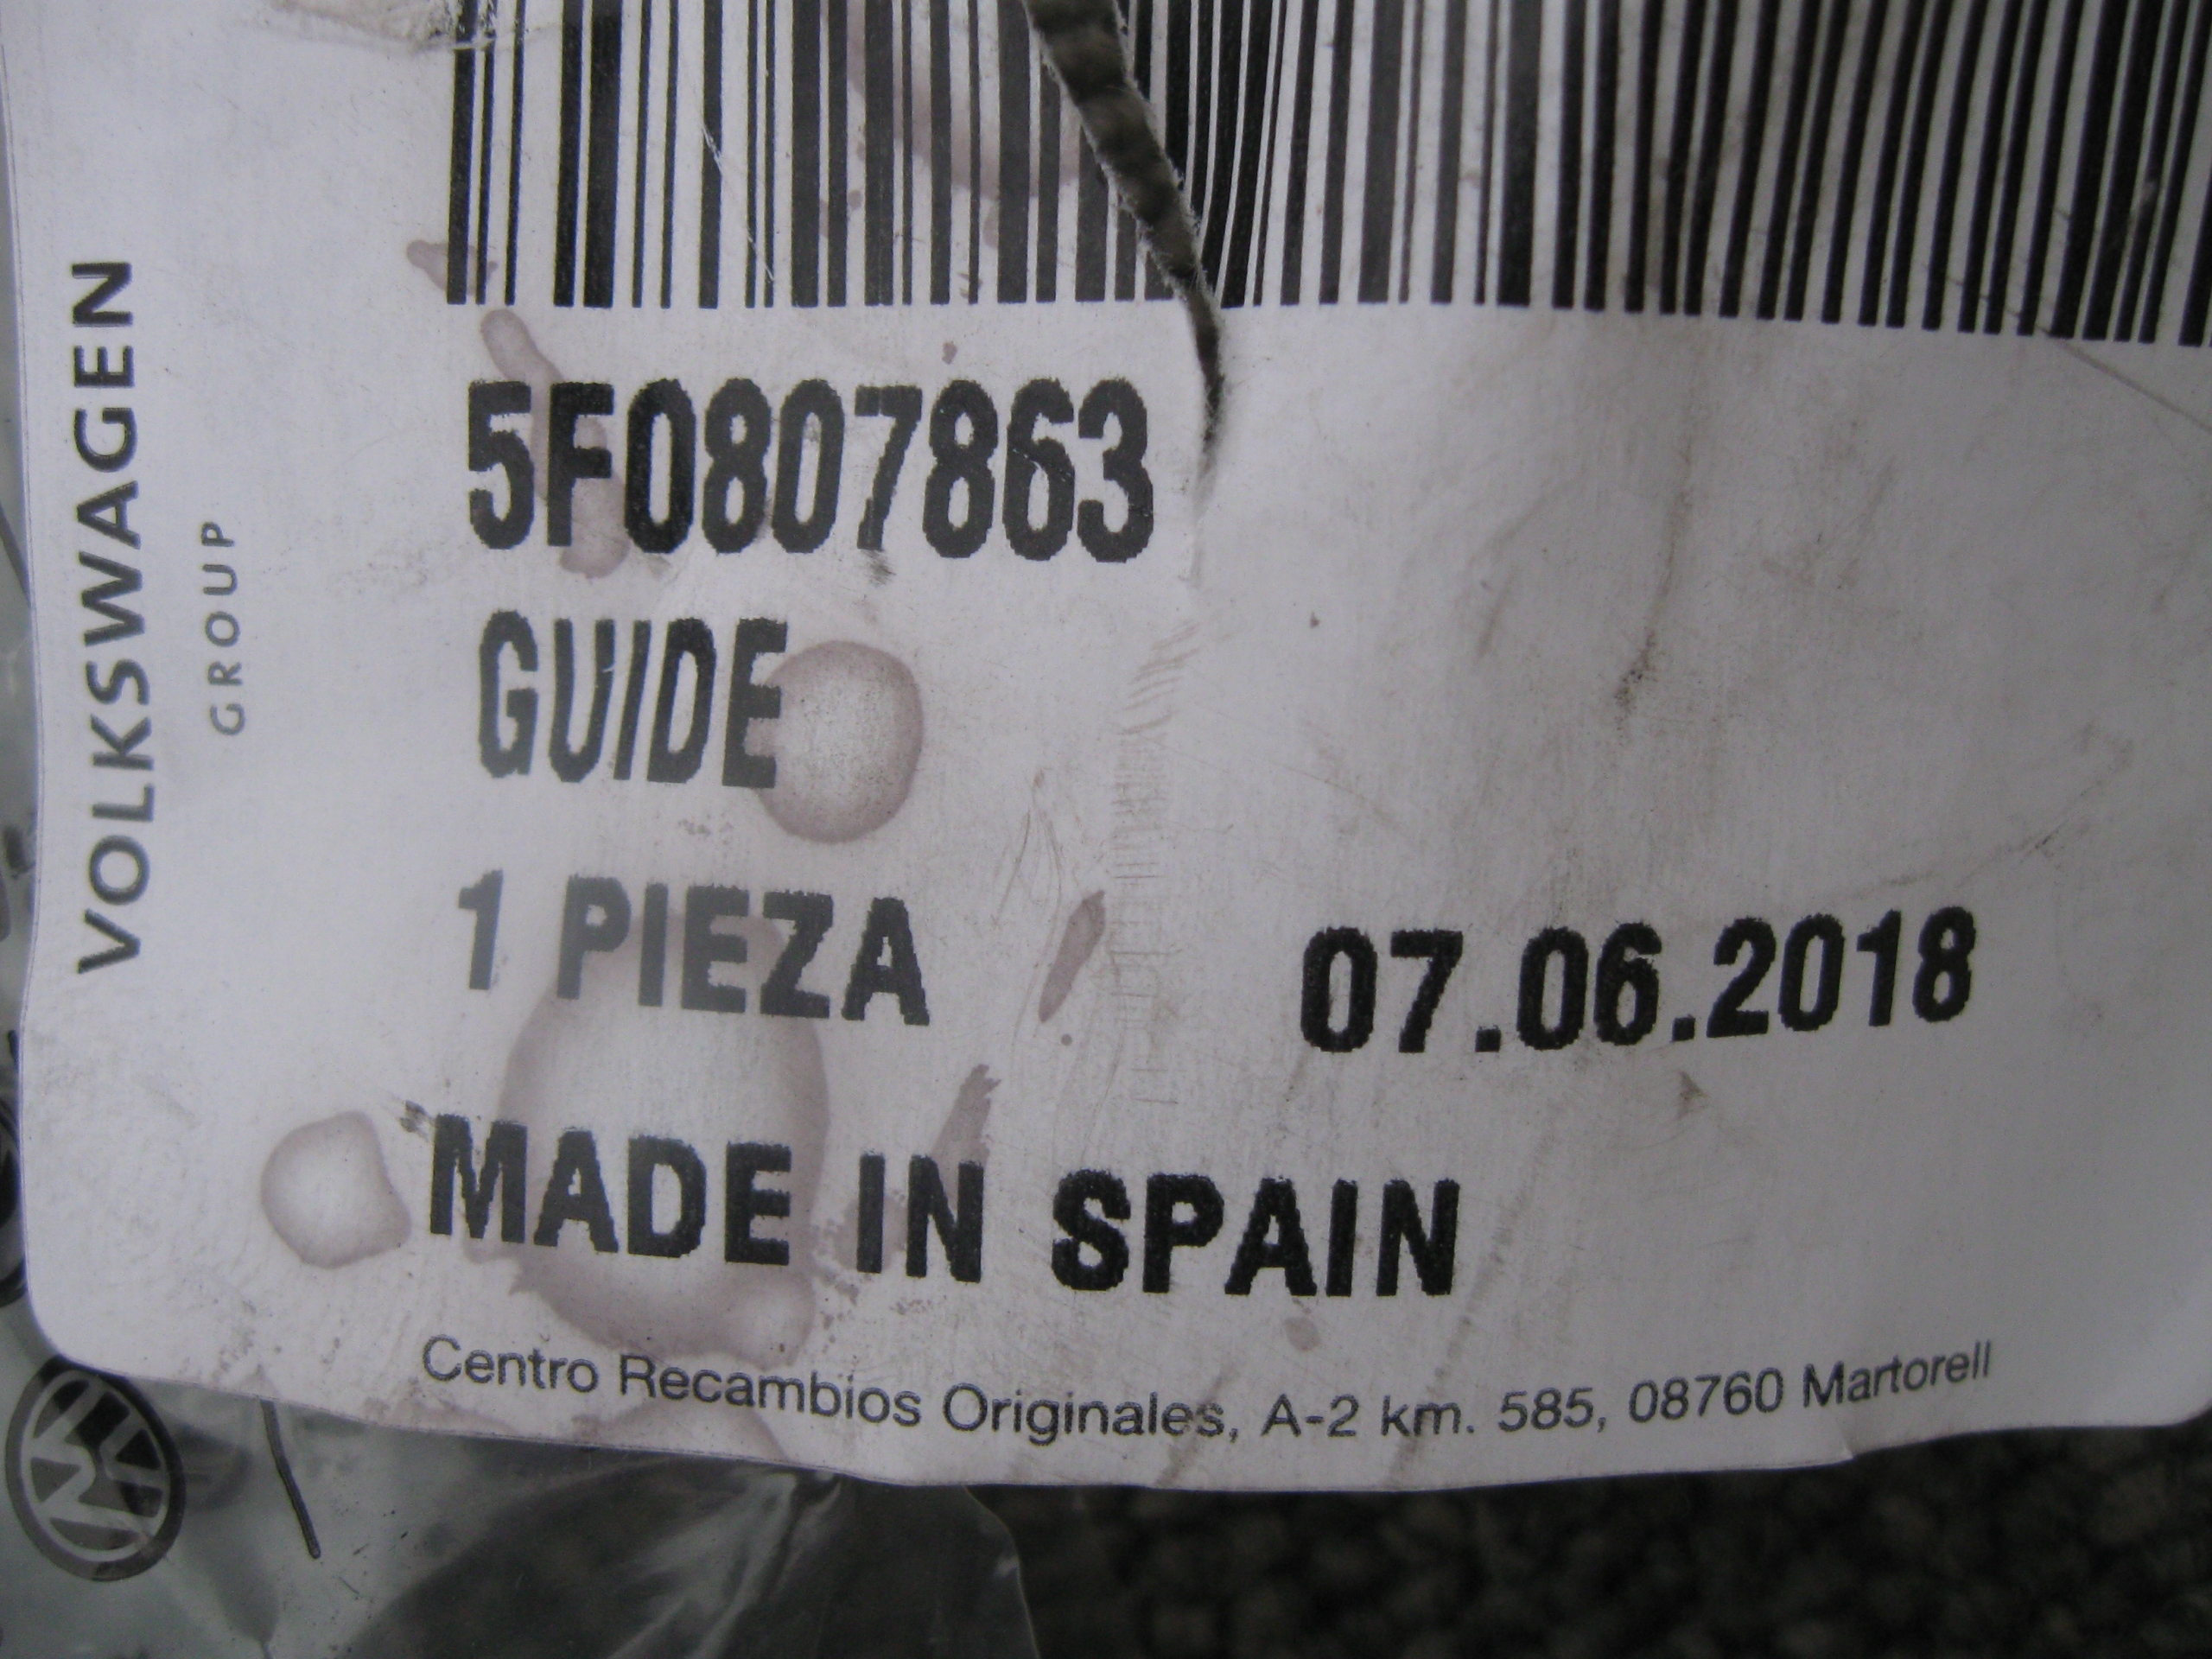 VOLKSWAGEN
GROUP
5F0807863
GUIDE
1 PIEZA
07.06.2018
MADE IN SPAIN
Centro Recambios Originales, A-2 km. 585, 08760 Martorell